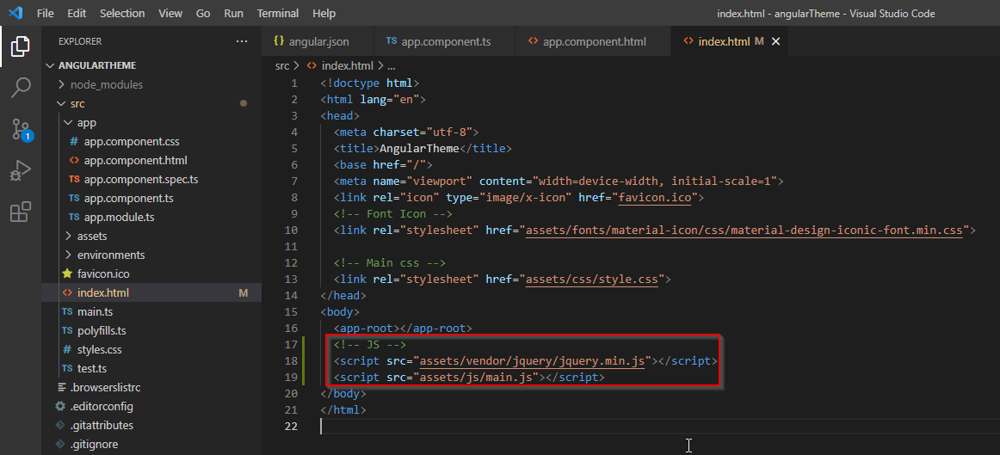 File Edit Selection View Go Run Terminal Help index.html - angularTheme - Visual Studio Code
EXPLORER ...
ANGULARTHEME
node_modules
src
app
# app.component.css
<> app.component.html
TS app.component.spec.ts
TS app.component.ts
TS app.module.ts
assets
environments
favicon.ico
<> index.html M
TS main.ts
TS polyfills.ts
# styles.css
TS test.ts
.browserslistrc
.editorconfig
.gitattributes
.gitignore
1
{} angular.json TS app.component.ts <> app.component.html <> index.html M
src > <> index.html > ...
1 <!doctype html>
2 <html lang="en">
3 <head>
4 <meta charset="utf-8">
5 <title>AngularTheme</title>
6 <base href="/">
7 <meta name="viewport" content="width=device-width, initial-scale=1">
8 <link rel="icon" type="image/x-icon" href="favicon.ico">
9 <!-- Font Icon -->
10 <link rel="stylesheet" href="assets/fonts/material-icon/css/material-design-iconic-font.min.css">
11
12 <!-- Main css -->
13 <link rel="stylesheet" href="assets/css/style.css">
14 </head>
15 <body>
16 <app-root></app-root>
17 <!-- JS -->
18 <script src="assets/vendor/jquery/jquery.min.js"></script>
19 <script src="assets/js/main.js"></script>
20 </body>
21 </html>
22